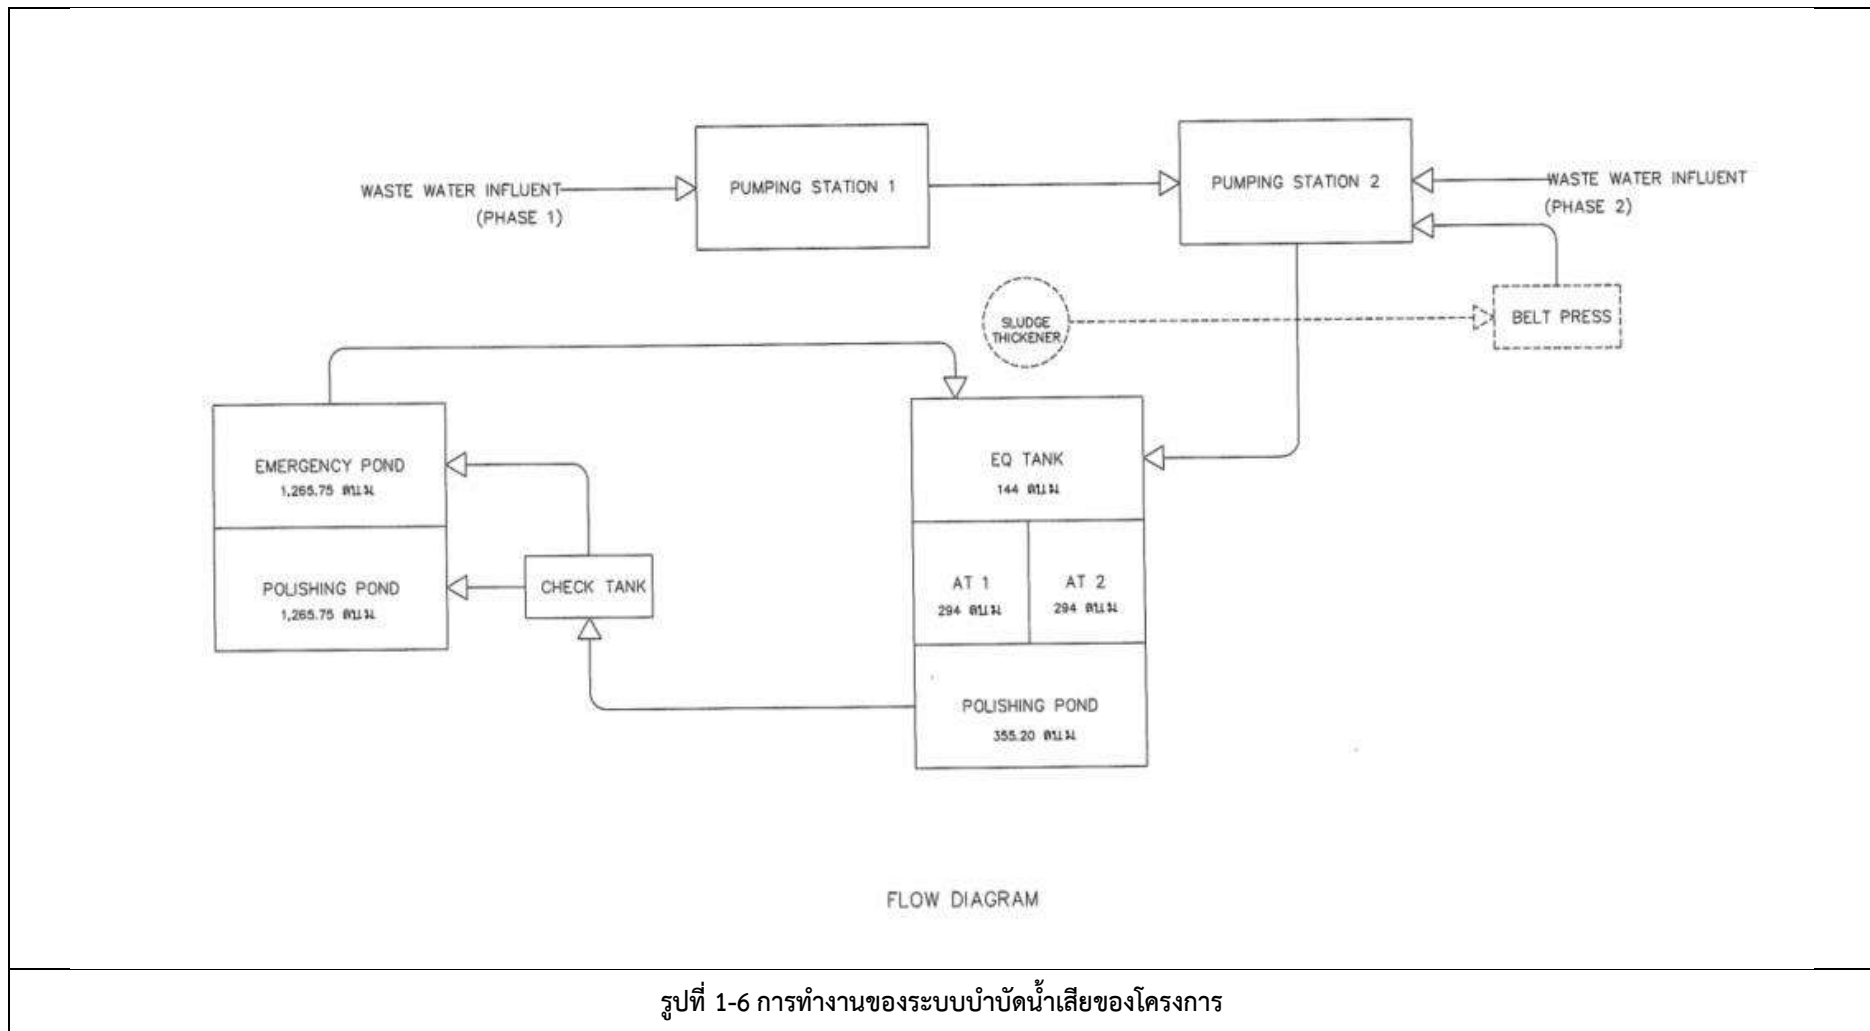 PUMPING STATION 1
PUMPING STATION 2
WASTE WATER INFLUENT
(PHASE 1)
WASTE WATER INFLUENT
(PHASE 2)
SLUDGE
THICKENER
BELT PRESS
EMERGENCY POND
1,265.75 ตบม
EQ TANK
144 ตบม
POLISHING POND
1,265.75 ตบม
CHECK TANK
AT 1
294 ตบม
AT 2
294 ตบม
POLISHING POND
355.20 ตบม
FLOW DIAGRAM
รูปที่ 1-6 การทำงานของระบบบำบัดน้ำเสียของโครงการ